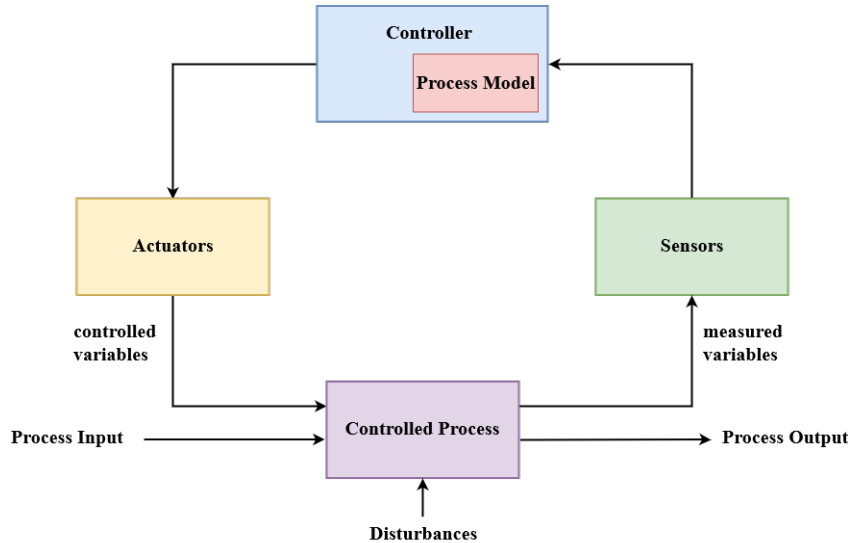 Controller
Process Model
Actuators
Sensors
controlled
variables
measured
variables
Process Input
Controlled Process
Process Output
Disturbances